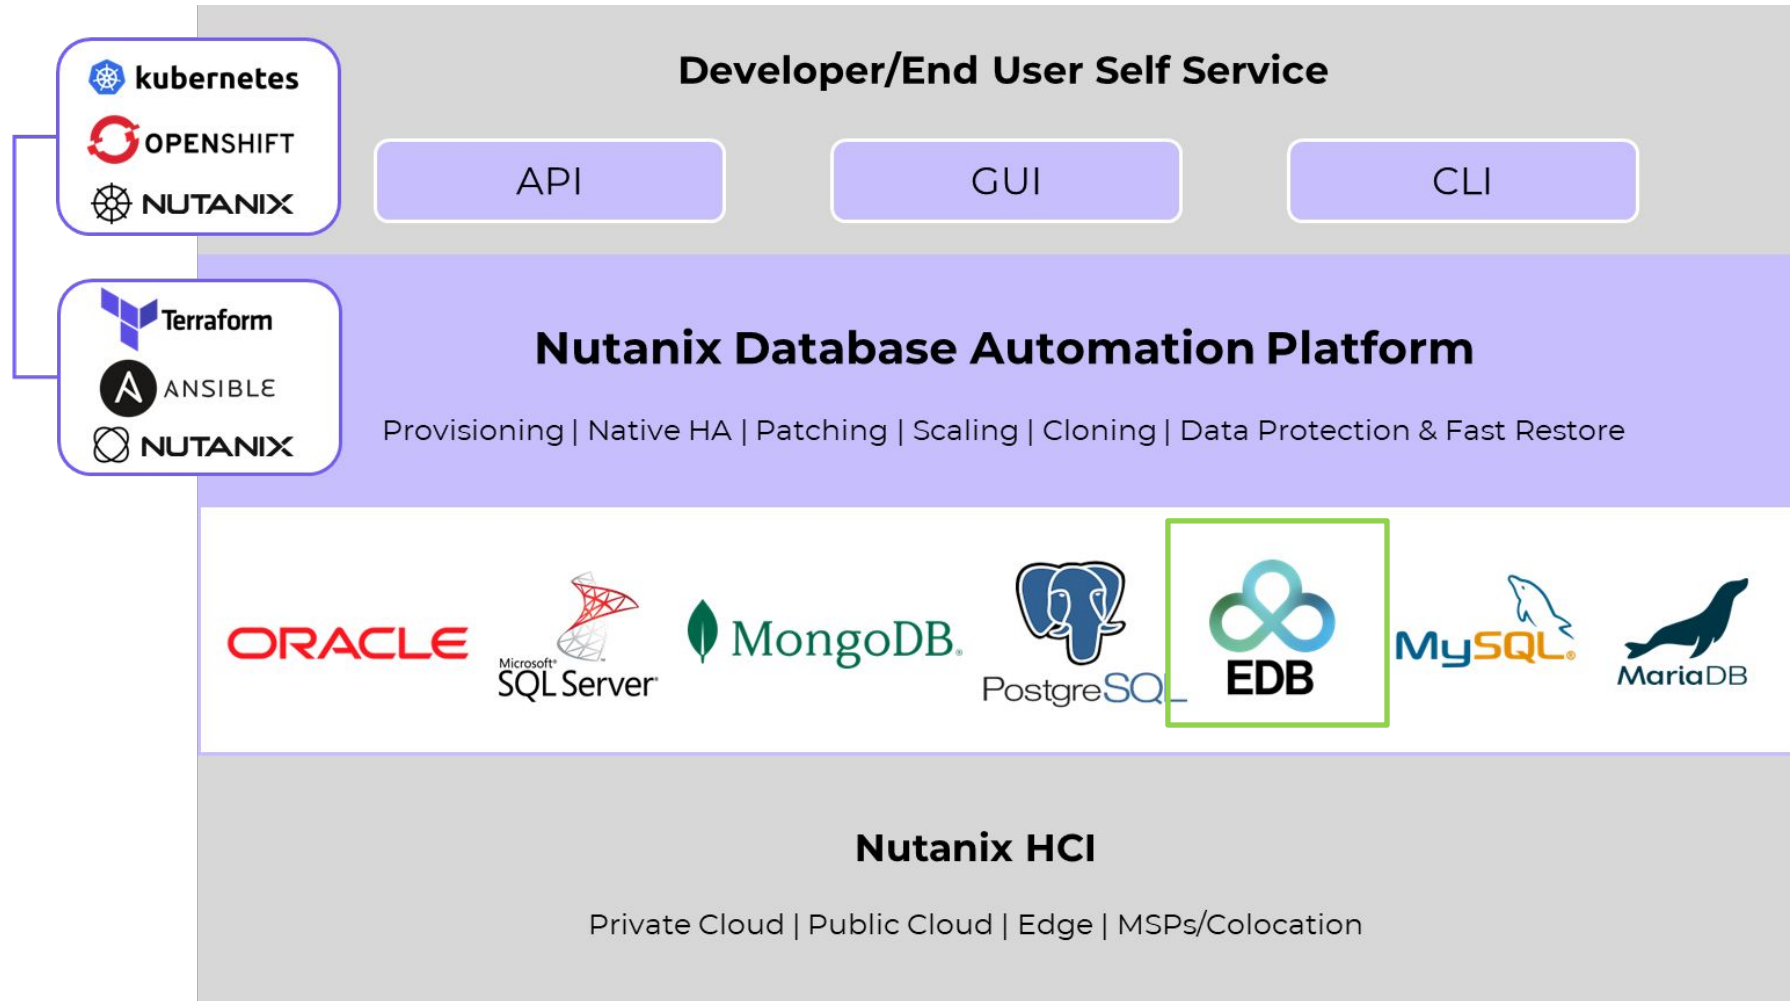 kubernetes
OPENSHIFT
NUTANIX
Developer/End User Self Service
API
GUI
CLI
Terraform
ANSIBLE
NUTANIX
Nutanix Database Automation Platform
Provisioning | Native HA | Patching | Scaling | Cloning | Data Protection & Fast Restore
ORACLE
Microsoft®
SQL Server®
MongoDB®
PostgreSQL
EDB
MySQL®
MariaDB
Nutanix HCI
Private Cloud | Public Cloud | Edge | MSPs/Colocation